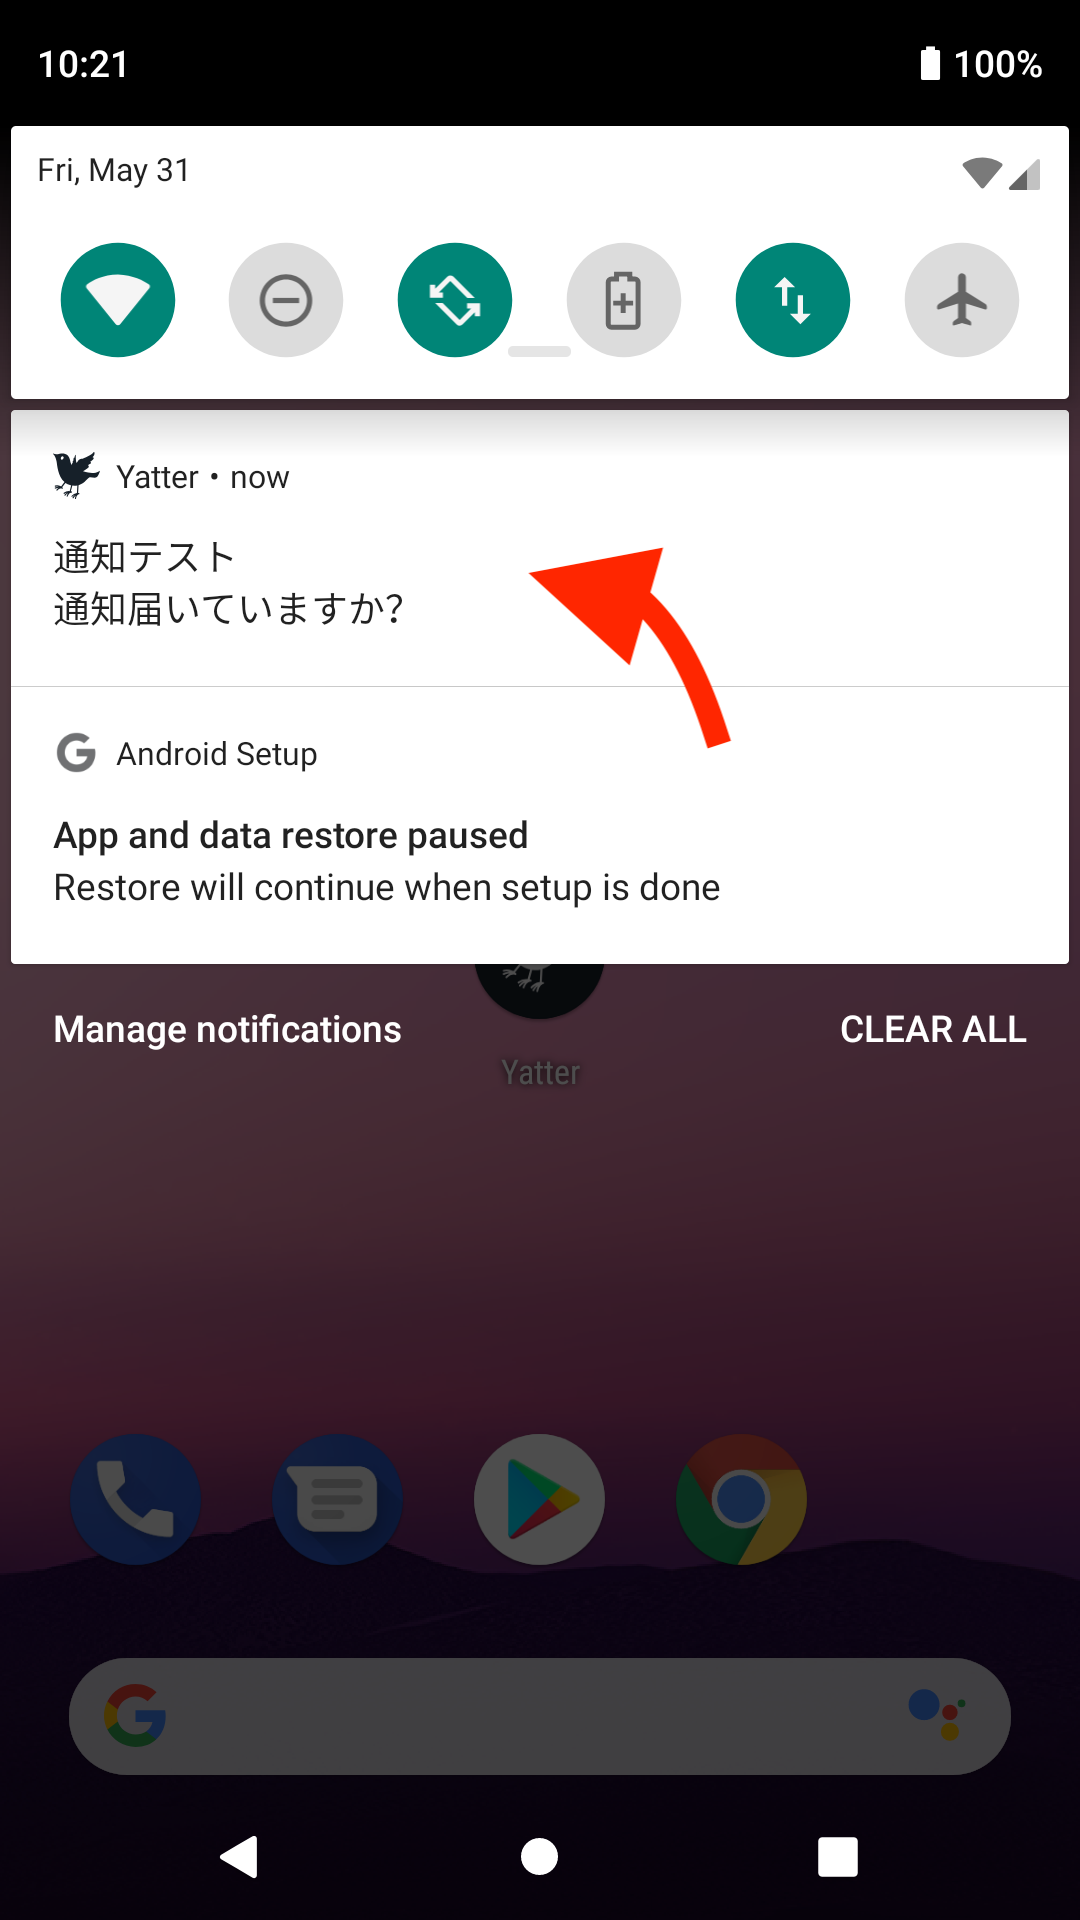 10:21
100%
Fri, May 31
Yatter • now
通知テスト
通知届いていますか？
Android Setup
App and data restore paused
Restore will continue when setup is done
Manage notifications
CLEAR ALL
Yatter